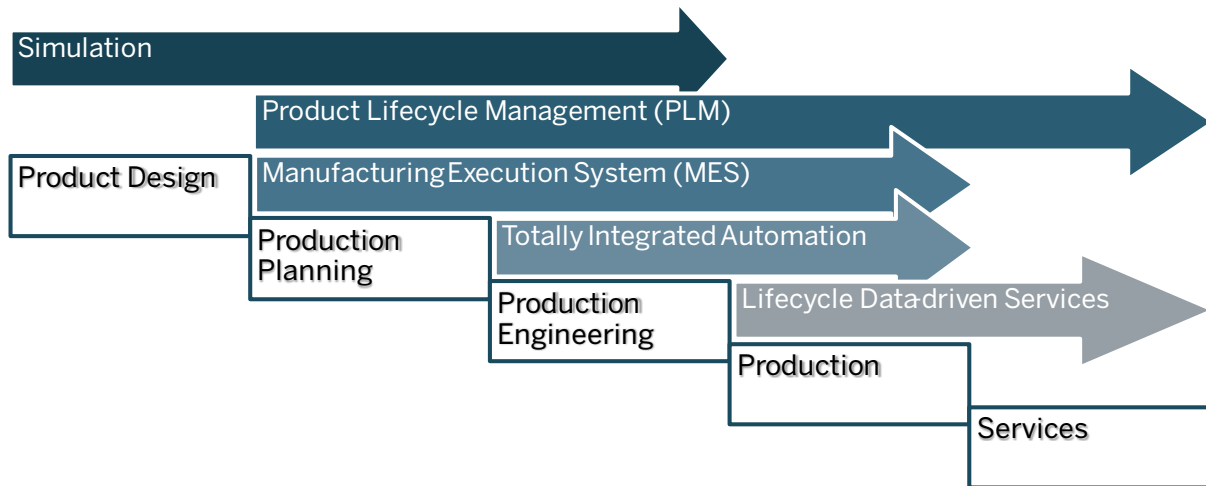 Simulation
Product Lifecycle Management (PLM)
Product Design
Manufacturing Execution System (MES)
Production
Planning
Totally Integrated Automation
Production
Engineering
Lifecycle Data-driven Services
Production
Services